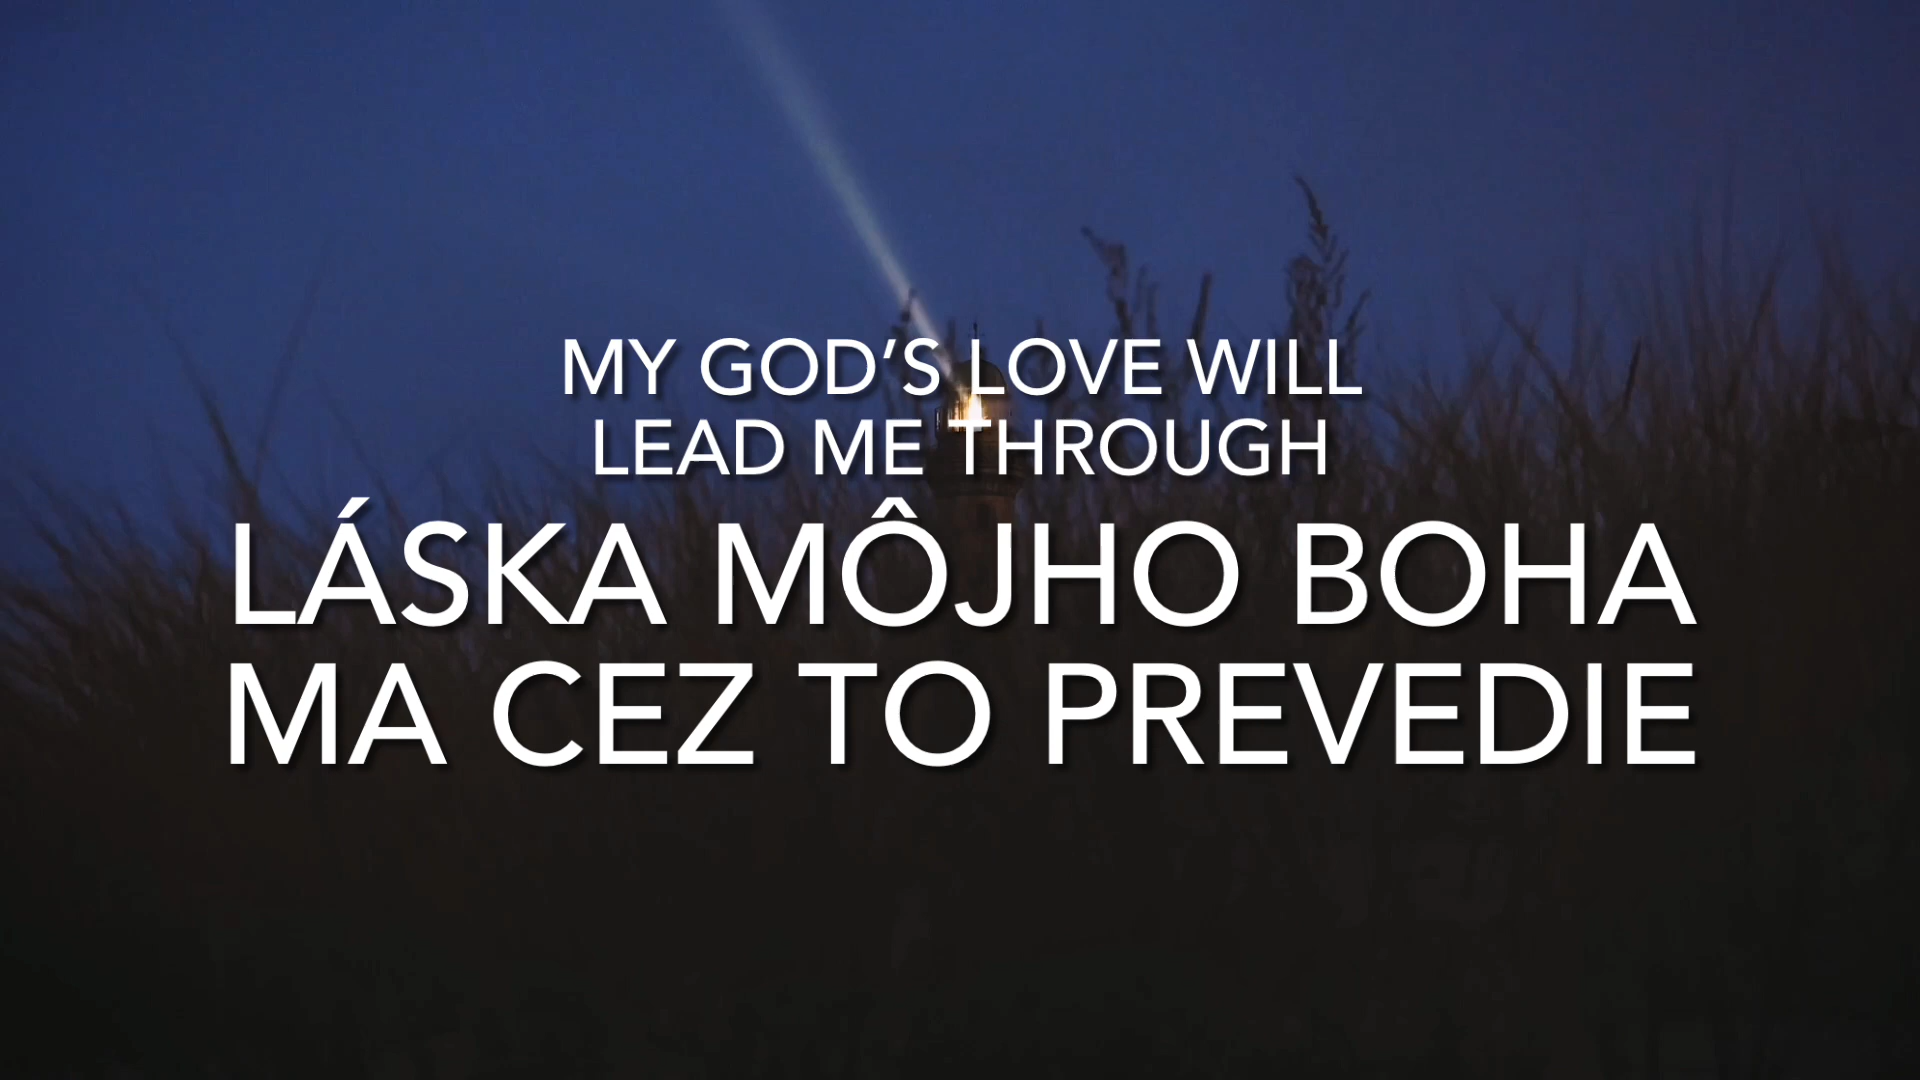 MY GOD’S LOVE WILL
LEAD ME THROUGH
LÁSKA MÔJHO BOHA
MA CEZ TO PREVEDIE